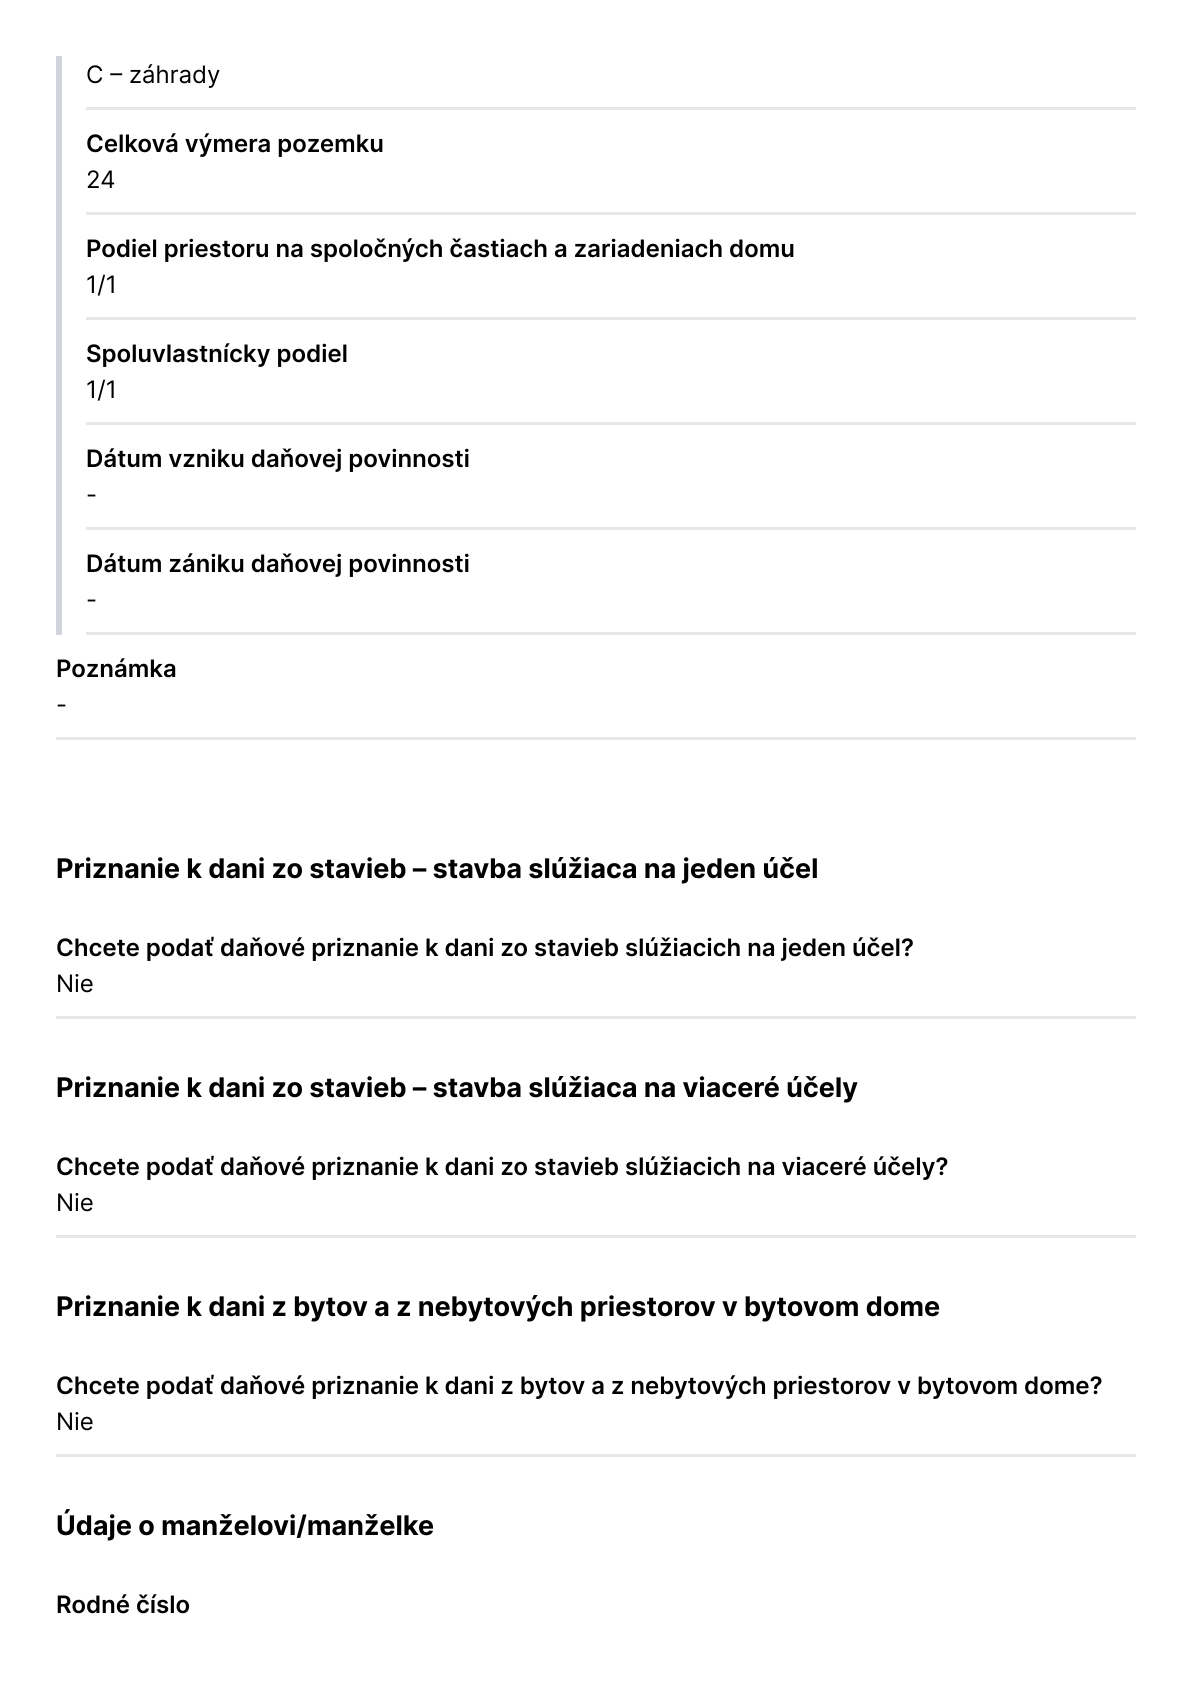 C – záhrady
Celková výmera pozemku
24
Podiel priestoru na spoločných častiach a zariadeniach domu
1/1
Spoluvlastnícky podiel
1/1
Dátum vzniku daňovej povinnosti
-
Dátum zániku daňovej povinnosti
-
Poznámka
-
Priznanie k dani zo stavieb – stavba slúžiaca na jeden účel
Chcete podať daňové priznanie k dani zo stavieb slúžiacich na jeden účel?
Nie
Priznanie k dani zo stavieb – stavba slúžiaca na viaceré účely
Chcete podať daňové priznanie k dani zo stavieb slúžiacich na viaceré účely?
Nie
Priznanie k dani z bytov a z nebytových priestorov v bytovom dome
Chcete podať daňové priznanie k dani z bytov a z nebytových priestorov v bytovom dome?
Nie
Údaje o manželovi/manželke
Rodné číslo